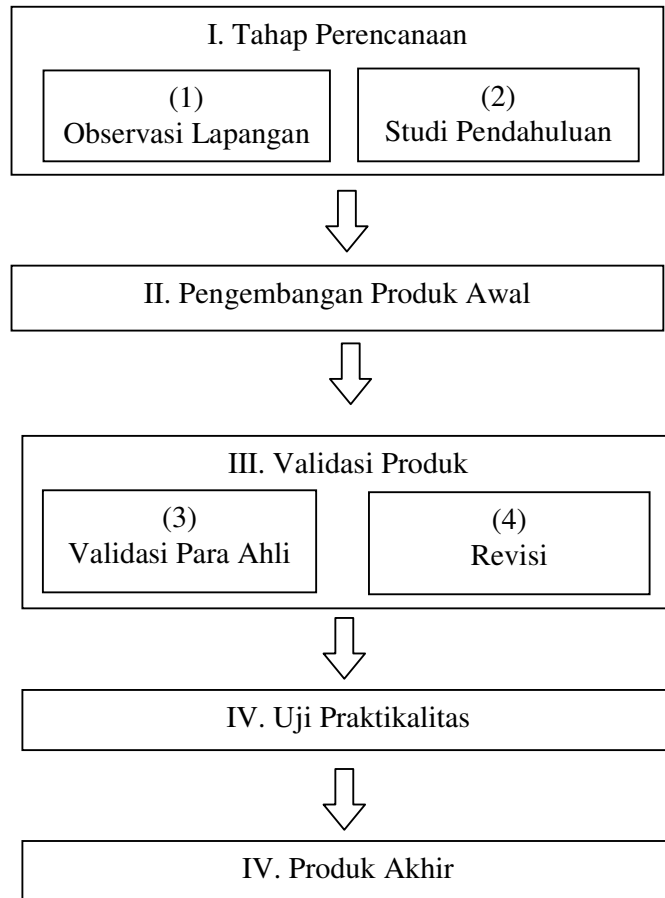 I. Tahap Perencanaan
(1)
Observasi Lapangan
(2)
Studi Pendahuluan
II. Pengembangan Produk Awal
III. Validasi Produk
(3)
Validasi Para Ahli
(4)
Revisi
IV. Uji Praktikalitas
IV. Produk Akhir